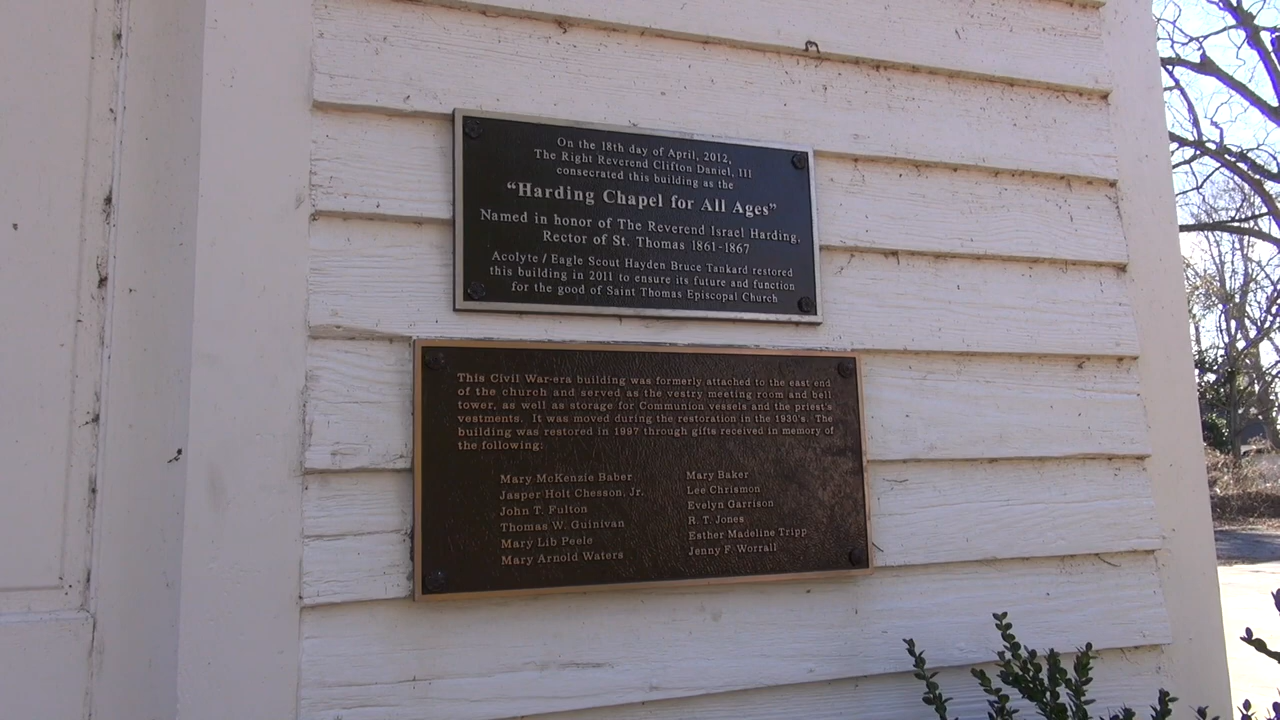 On the 18th day of April, 2012,
The Right Reverend Clifton Daniel, III
consecrated this building as the
“Harding Chapel for All Ages”
Named in honor of The Reverend Israel Harding,
Rector of St. Thomas 1861-1867
Acolyte / Eagle Scout Hayden Bruce Tankard restored
this building in 2011 to ensure its future and function
for the good of Saint Thomas Episcopal Church
This Civil War-era building was formerly attached to the east end
of the church and served as the vestry meeting room and bell
tower, as well as storage for Communion vessels and the priest's
vestments. It was moved during the restoration in the 1930's. The
building was restored in 1997 through gifts received in memory of
the following:
Mary McKenzie Baber
Jasper Holt Chesson, Jr.
John T. Fulton
Thomas W. Guinivan
Mary Lib Peele
Mary Arnold Waters
Mary Baker
Lee Chrismon
Evelyn Garrison
R. T. Jones
Esther Madeline Tripp
Jenny F. Worrall